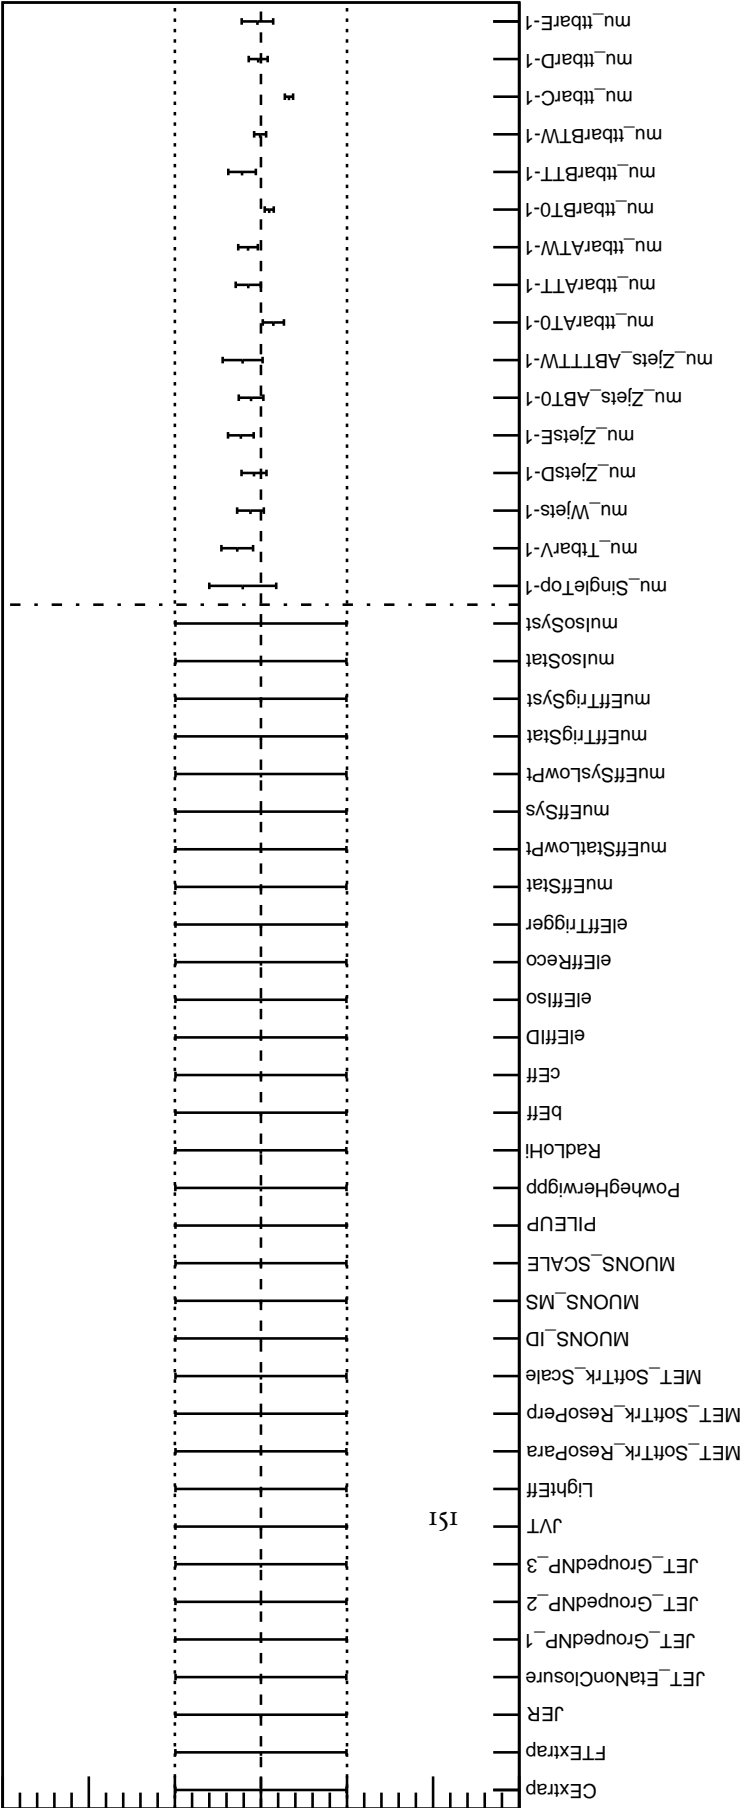 mu_ttbarE-1
mu_ttbarD-1
mu_ttbarC-1
mu_ttbarBTW-1
mu_ttbarBTT-1
mu_ttbarBT0-1
mu_ttbarATW-1
mu_ttbarATT-1
mu_ttbarAT0-1
mu_Zjets_ABTTTW-1
mu_Zjets_ABT0-1
mu_ZjetsE-1
mu_ZjetsD-1
mu_Wjets-1
mu_TtbarV-1
mu_SingleTop-1
muIsoSyst
muIsoStat
muEffTrigSyst
muEffTrigStat
muEffSysLowPt
muEffSys
muEffStatLowPt
muEffStat
elEffTrigger
elEffReco
elEffIso
elEffID
cEff
bEff
RadLoHi
PowhegHerwigpp
PILEUP
MUONS_SCALE
MUONS_MS
MUONS_ID
MET_SoftTrk_Scale
MET_SoftTrk_ResoPerp
MET_SoftTrk_ResoPara
LightEff
151
JVT
JET_GroupedNP_3
JET_GroupedNP_2
JET_GroupedNP_1
JET_EtaNonClosure
JER
FTExtrap
CExtrap